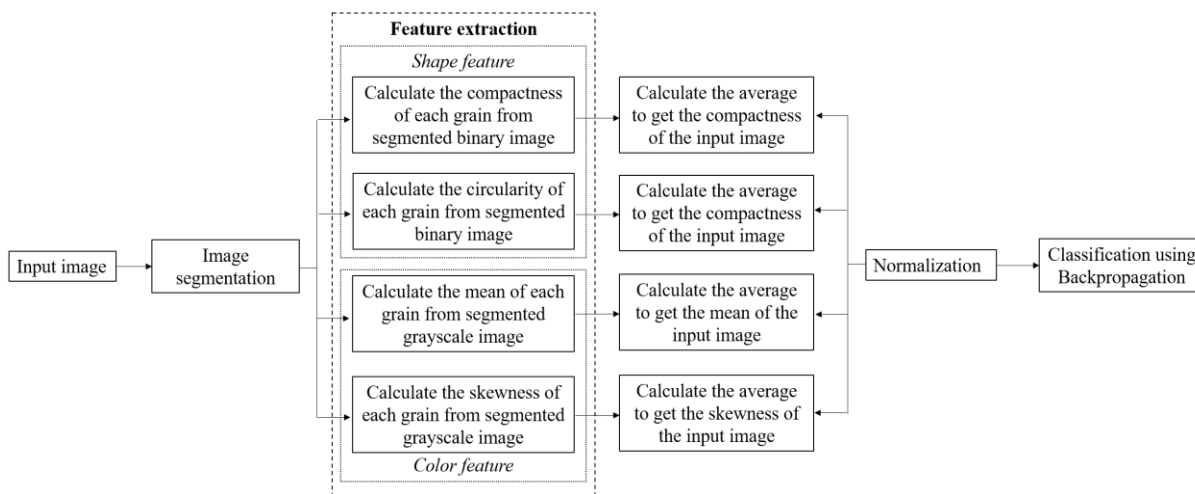 Feature extraction
Shape feature
Calculate the compactness
of each grain from
segmented binary image
Calculate the average
to get the compactness
of the input image
Calculate the circularity of
each grain from segmented
binary image
Calculate the average
to get the compactness
of the input image
Input image
Image
segmentation
Normalization
Classification using
Backpropagation
Calculate the mean of each
grain from segmented
grayscale image
Calculate the average
to get the mean of the
input image
Calculate the skewness of
each grain from segmented
grayscale image
Calculate the average
to get the skewness of
the input image
Color feature